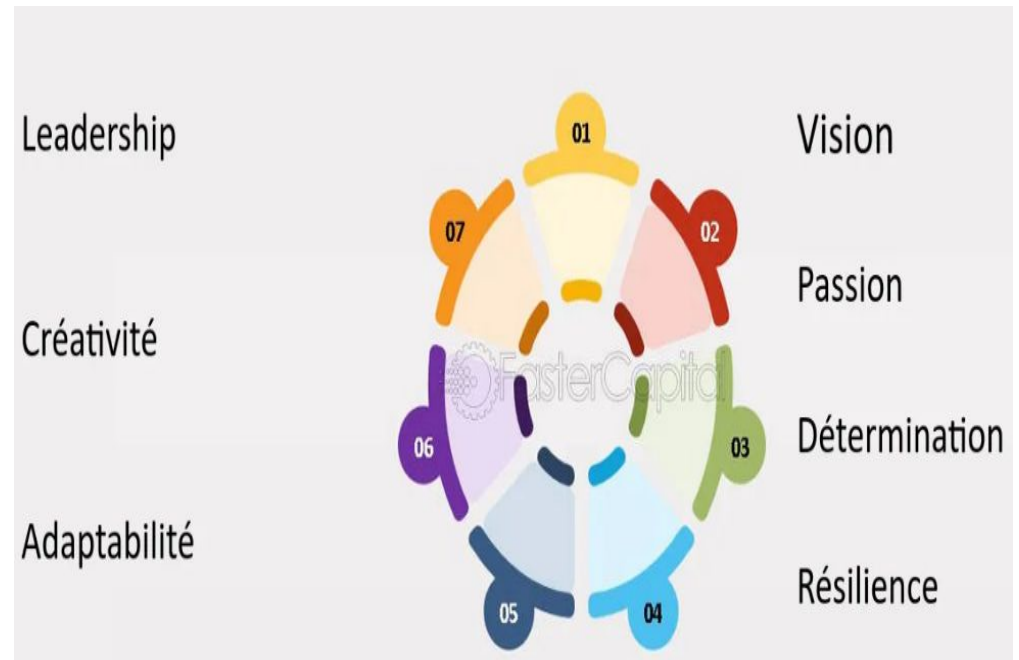 Leadership
Créativité
Adaptabilité
01
02
03
04
05
06
07
FasterCapital
Vision
Passion
Détermination
Résilience